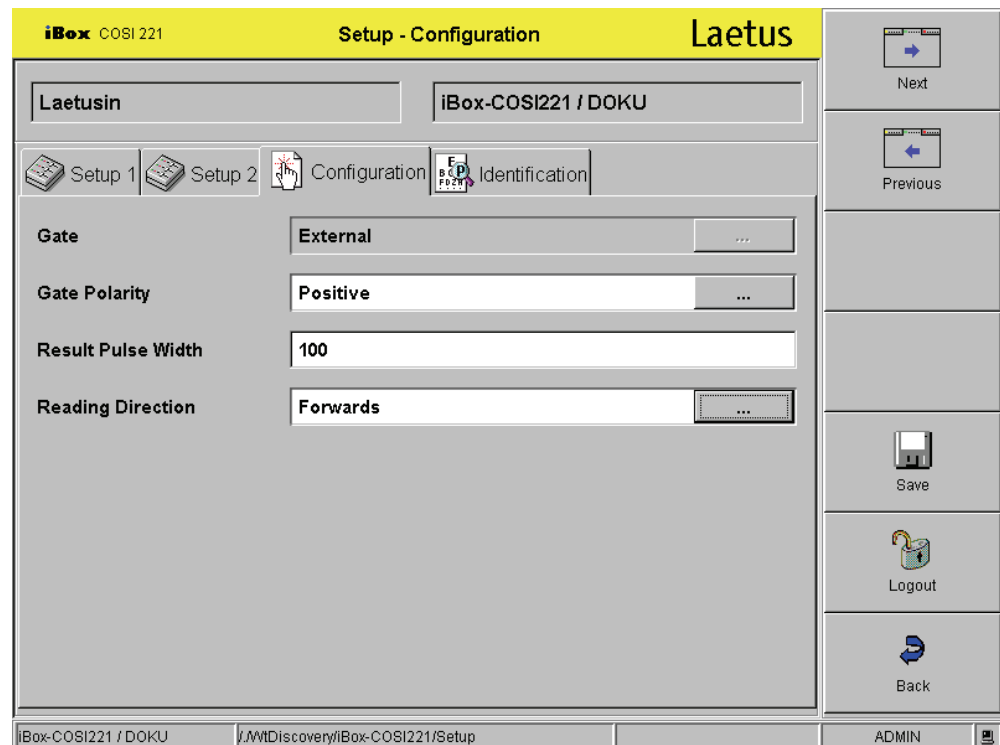 iBox COSI 221
Setup - Configuration
Laetus
Laetusin
iBox-COSI221 / DOKU
Setup 1
Setup 2
Configuration
Identification
Gate
External
...
Gate Polarity
Positive
...
Result Pulse Width
100
Reading Direction
Forwards
...
Next
Previous
Save
Logout
Back
iBox-COSI221 / DOKU
/./WtDiscovery/iBox-COSI221/Setup
ADMIN